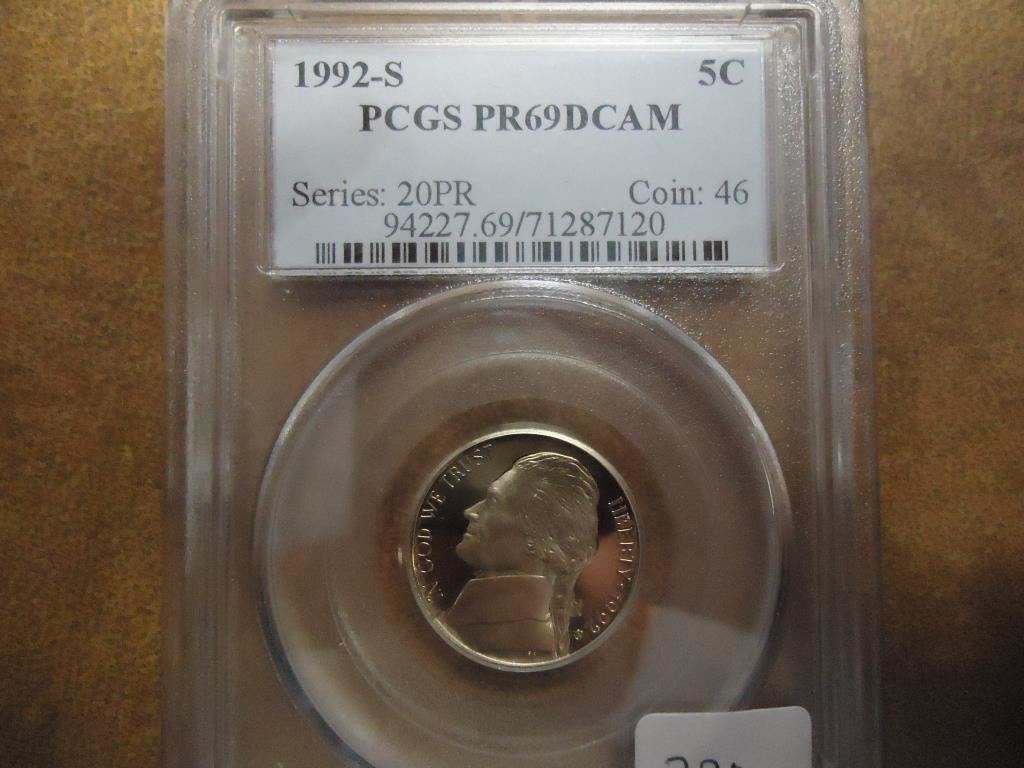 1992-S 5C
PCGS PR69DCAM
Series: 20PR Coin: 46
94227.69/71287120
IN GOD WE TRUST
LIBERTY